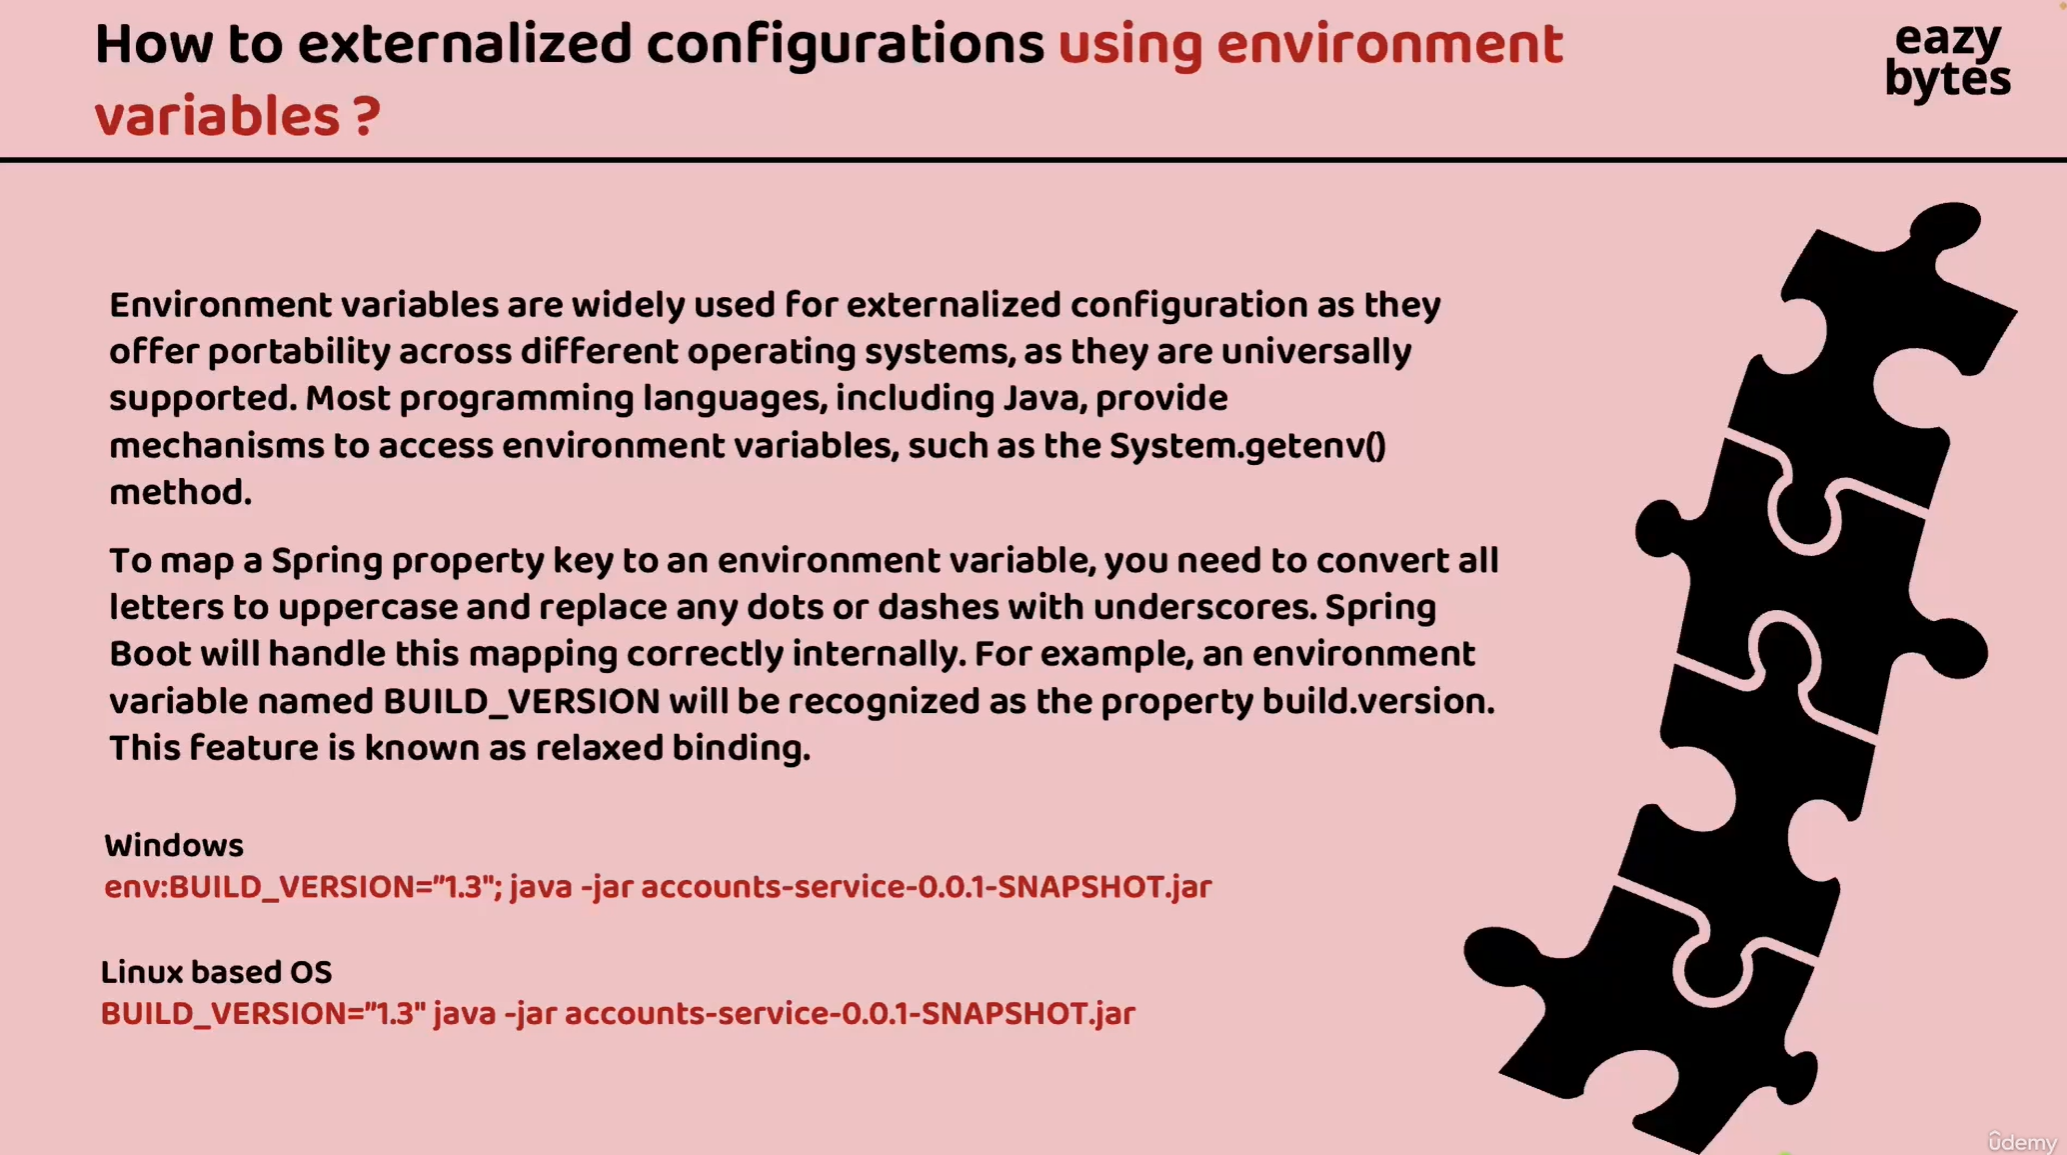 How to externalized configurations using environment
variables ?
eazy
bytes
Environment variables are widely used for externalized configuration as they
offer portability across different operating systems, as they are universally
supported. Most programming languages, including Java, provide
mechanisms to access environment variables, such as the System.getenv()
method.
To map a Spring property key to an environment variable, you need to convert all
letters to uppercase and replace any dots or dashes with underscores. Spring
Boot will handle this mapping correctly internally. For example, an environment
variable named BUILD_VERSION will be recognized as the property build.version.
This feature is known as relaxed binding.
Windows
env:BUILD_VERSION="1.3"; java -jar accounts-service-0.0.1-SNAPSHOT.jar
Linux based OS
BUILD_VERSION="1.3" java -jar accounts-service-0.0.1-SNAPSHOT.jar
ûdemy